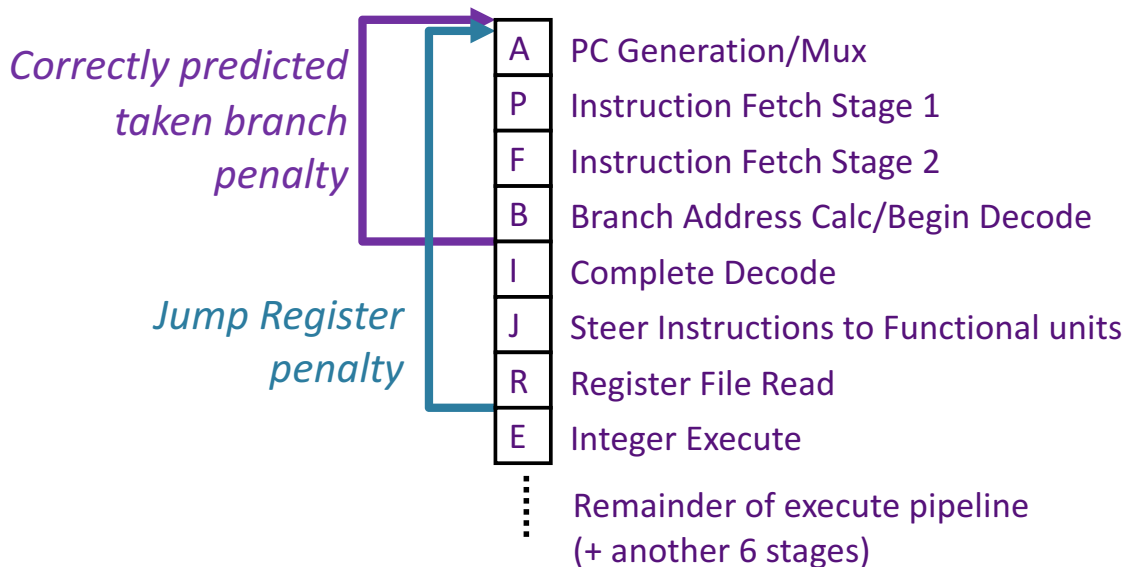 A PC Generation/Mux
Correctly predicted
taken branch
penalty
P Instruction Fetch Stage 1
F Instruction Fetch Stage 2
B Branch Address Calc/Begin Decode
I Complete Decode
Jump Register
penalty
J Steer Instructions to Functional units
R Register File Read
E Integer Execute
Remainder of execute pipeline
(+ another 6 stages)